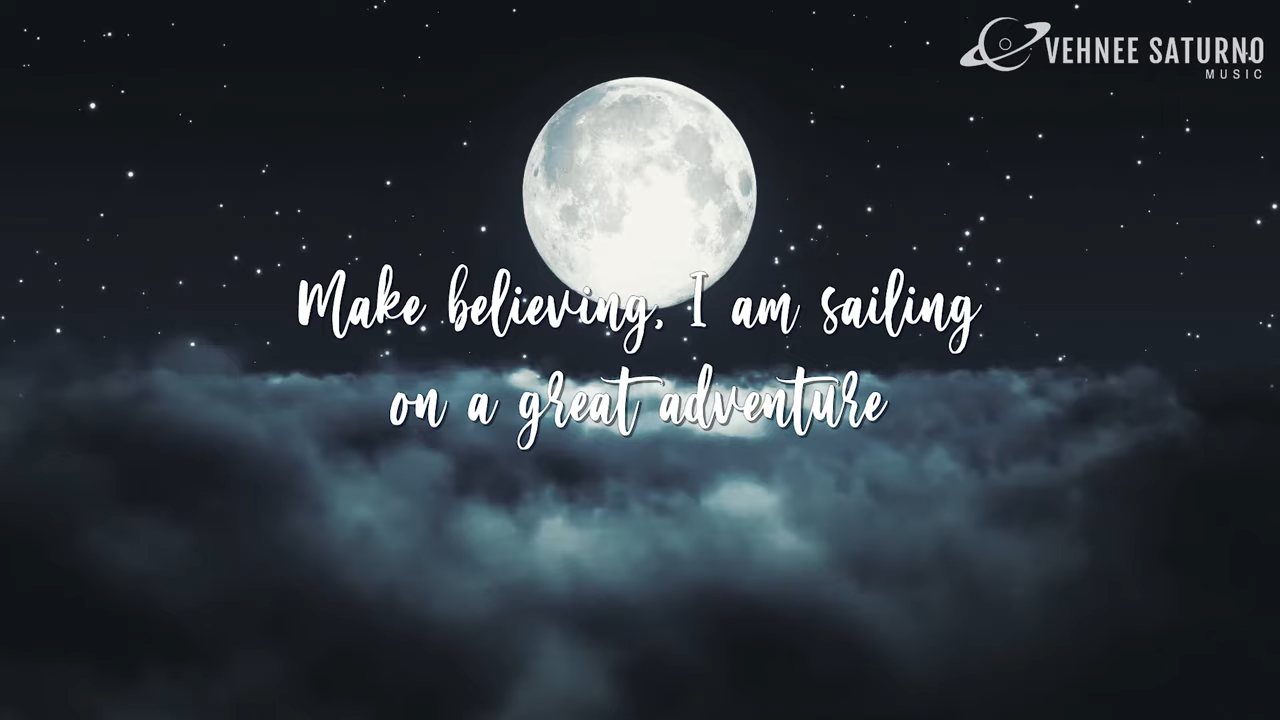 VEHNEE SATURNO
MUSIC
Make believing, I am sailing
on a great adventure